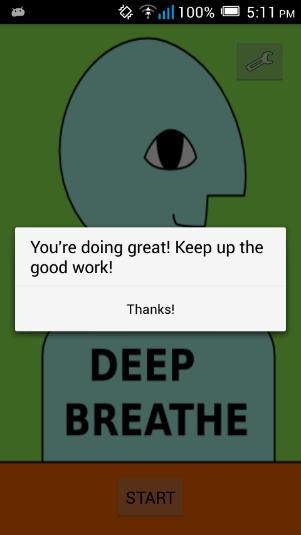 100% 5:11 PM
You're doing great! Keep up the
good work!
Thanks!
DEEP
BREATHE
START